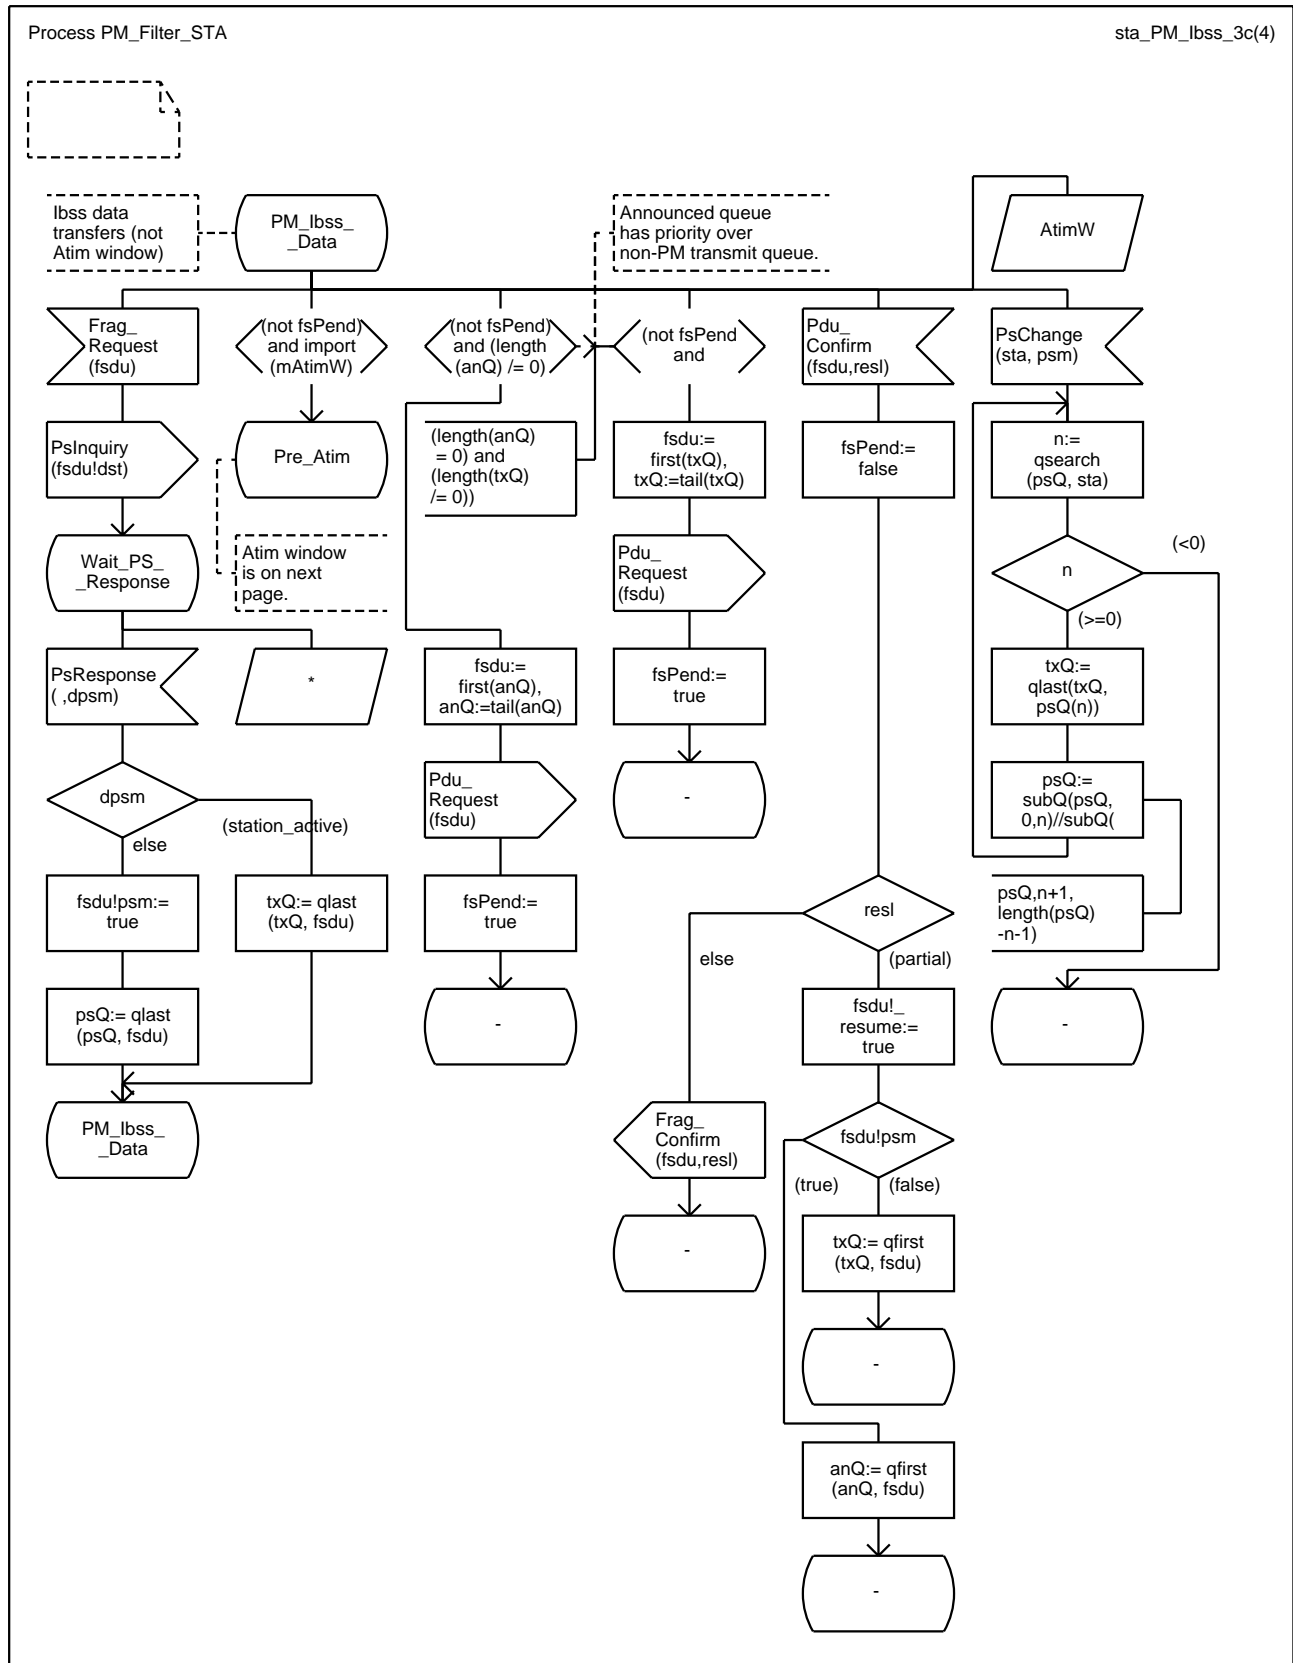 Process PM_Filter_STA
sta_PM_Ibss_3c(4)
Ibss data
transfers (not
Atim window)
PM_Ibss_
_Data
Announced queue
has priority over
non-PM transmit queue.
AtimW
Frag_
Request
(fsdu)
(not fsPend)
and import
(mAtimW)
(not fsPend)
and (length
(anQ) /= 0)
(not fsPend
and
Pdu_
Confirm
(fsdu,resl)
PsChange
(sta, psm)
PsInquiry
(fsdu!dst)
Pre_Atim
(length(anQ)
= 0) and
(length(txQ)
/= 0))
fsdu:=
first(txQ),
txQ:=tail(txQ)
fsPend:=
false
n:=
qsearch
(psQ, sta)
Wait_PS_
_Response
Atim window
is on next
page.
Pdu_
Request
(fsdu)
n
(<0)
(>=0)
PsResponse
( ,dpsm)
*
fsdu:=
first(anQ),
anQ:=tail(anQ)
fsPend:=
true
txQ:=
qlast(txQ,
psQ(n))
dpsm
(station_active)
else
Pdu_
Request
(fsdu)
-
psQ:=
subQ(psQ,
0,n)//subQ(
fsdu!psm:=
true
txQ:= qlast
(txQ, fsdu)
fsPend:=
true
resl
else
(partial)
psQ,n+1,
length(psQ)
-n-1)
psQ:= qlast
(psQ, fsdu)
-
fsdu!_
resume:=
true
-
PM_Ibss_
_Data
Frag_
Confirm
(fsdu,resl)
fsdu!psm
(true)
(false)
-
txQ:= qfirst
(txQ, fsdu)
-
anQ:= qfirst
(anQ, fsdu)
-